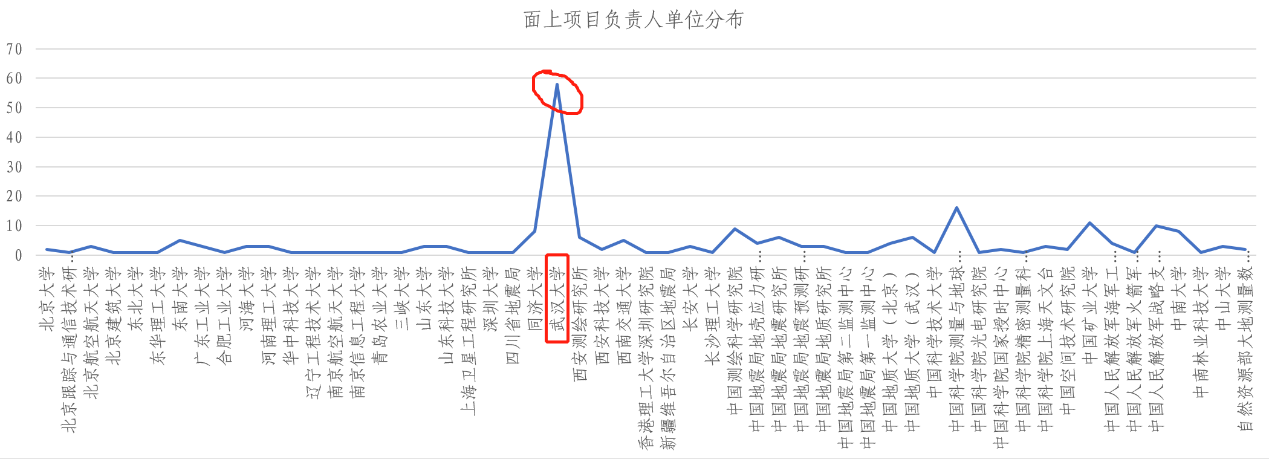 面上项目负责人单位分布
70
60
50
40
30
20
10
0
北京大学
北京跟踪与通信技术研…
北京航空航天大学
北京建筑大学
东北大学
东华理工大学
东南大学
广东工业大学
合肥工业大学
河海大学
河南理工大学
华中科技大学
辽宁工程技术大学
南京航空航天大学
南京信息工程大学
青岛农业大学
三峡大学
山东大学
山东科技大学
上海卫星工程研究所
深圳大学
四川省地震局
同济大学
武汉大学
西安测绘研究所
西安科技大学
西南交通大学
香港理工大学深圳研究院
新疆维吾尔自治区地震局
长安大学
长沙理工大学
中国测绘科学研究院
中国地震局地壳应力研…
中国地震局地震研究所
中国地震局地震预测研…
中国地震局地质研究所
中国地震局第二监测中心
中国地震局第一监测中心
中国地质大学（北京）
中国地质大学（武汉）
中国科学技术大学
中国科学院测量与地球…
中国科学院光电研究院
中国科学院国家授时中心
中国科学院精密测量科…
中国科学院上海天文台
中国空间技术研究院
中国矿业大学
中国人民解放军海军工…
中国人民解放军火箭军…
中国人民解放军战略支…
中南大学
中南林业科技大学
中山大学
自然资源部大地测量数…